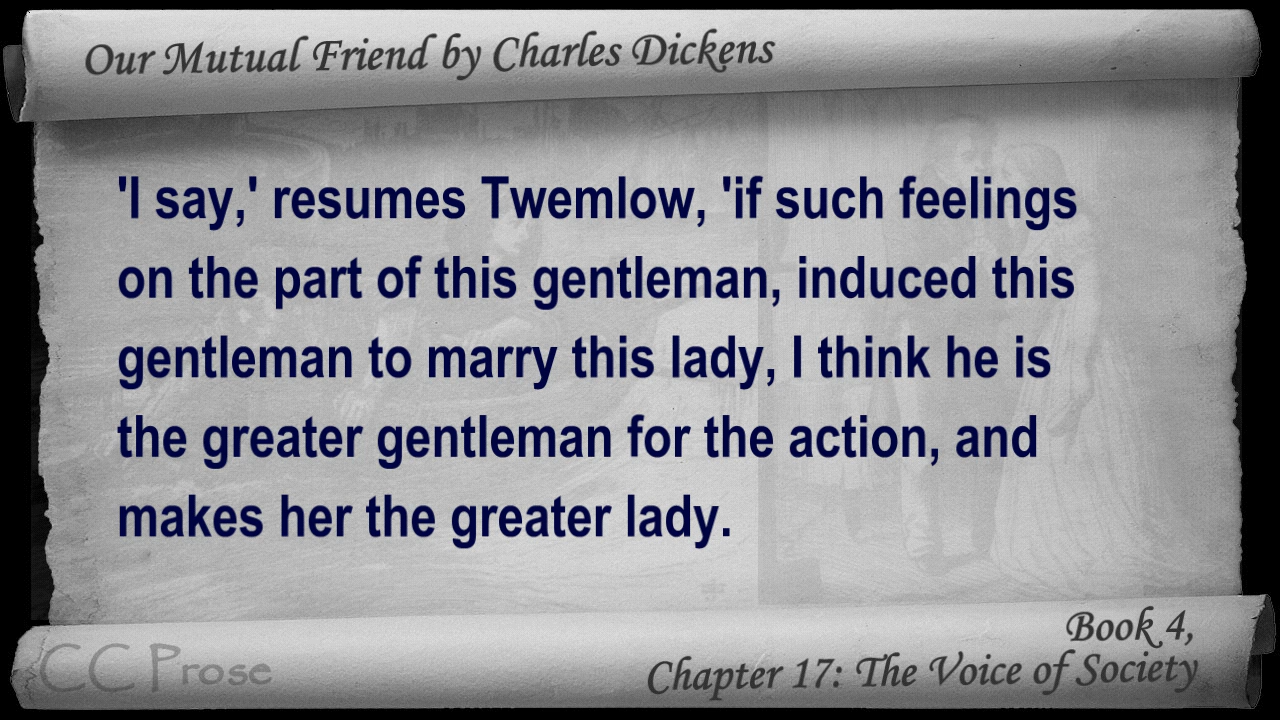 Our Mutual Friend by Charles Dickens
'I say,' resumes Twemlow, 'if such feelings
on the part of this gentleman, induced this
gentleman to marry this lady, I think he is
the greater gentleman for the action, and
makes her the greater lady.
Book 4,
Chapter 17: The Voice of Society
CC Prose